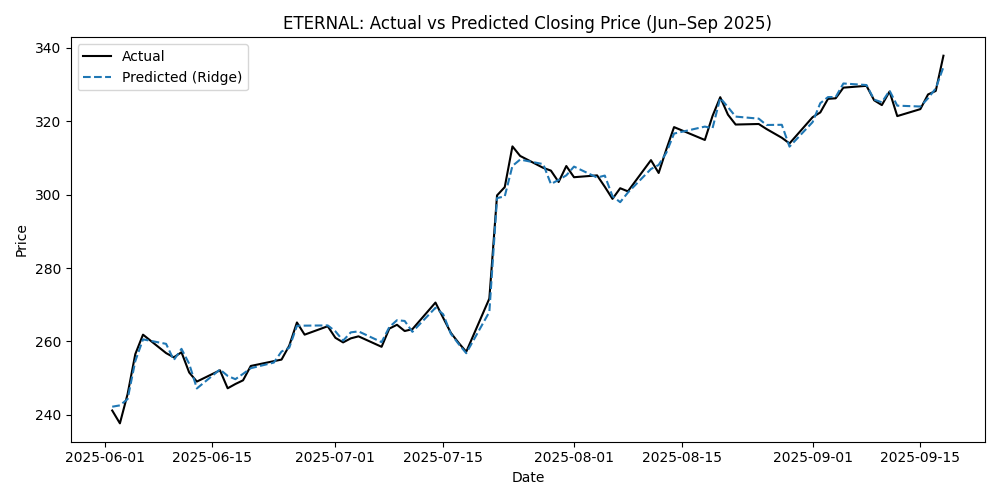 ETERNAL: Actual vs Predicted Closing Price (Jun–Sep 2025)
Actual
Predicted (Ridge)
Price
340
320
300
280
260
240
2025-06-01 2025-06-15 2025-07-01 2025-07-15 2025-08-01 2025-08-15 2025-09-01 2025-09-15
Date